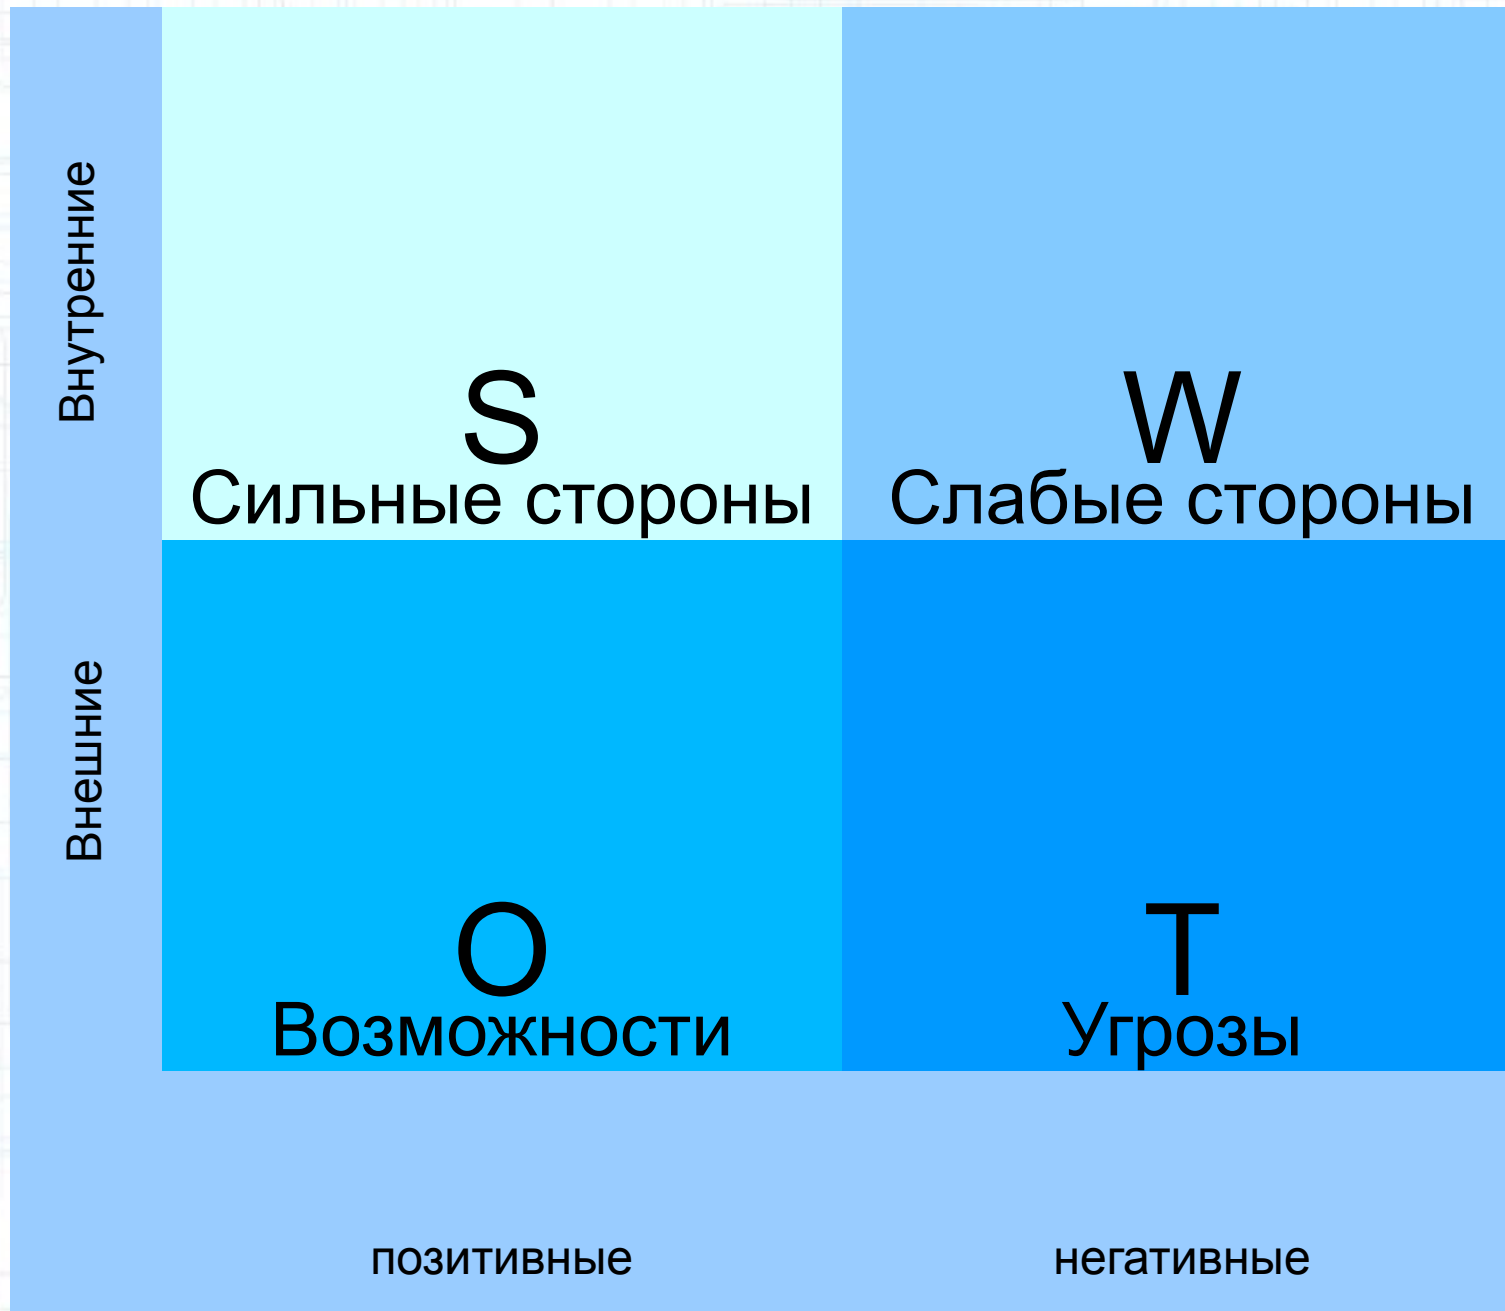 Внутренние
S
Сильные стороны
W
Слабые стороны
Внешние
O
Возможности
T
Угрозы
позитивные
негативные